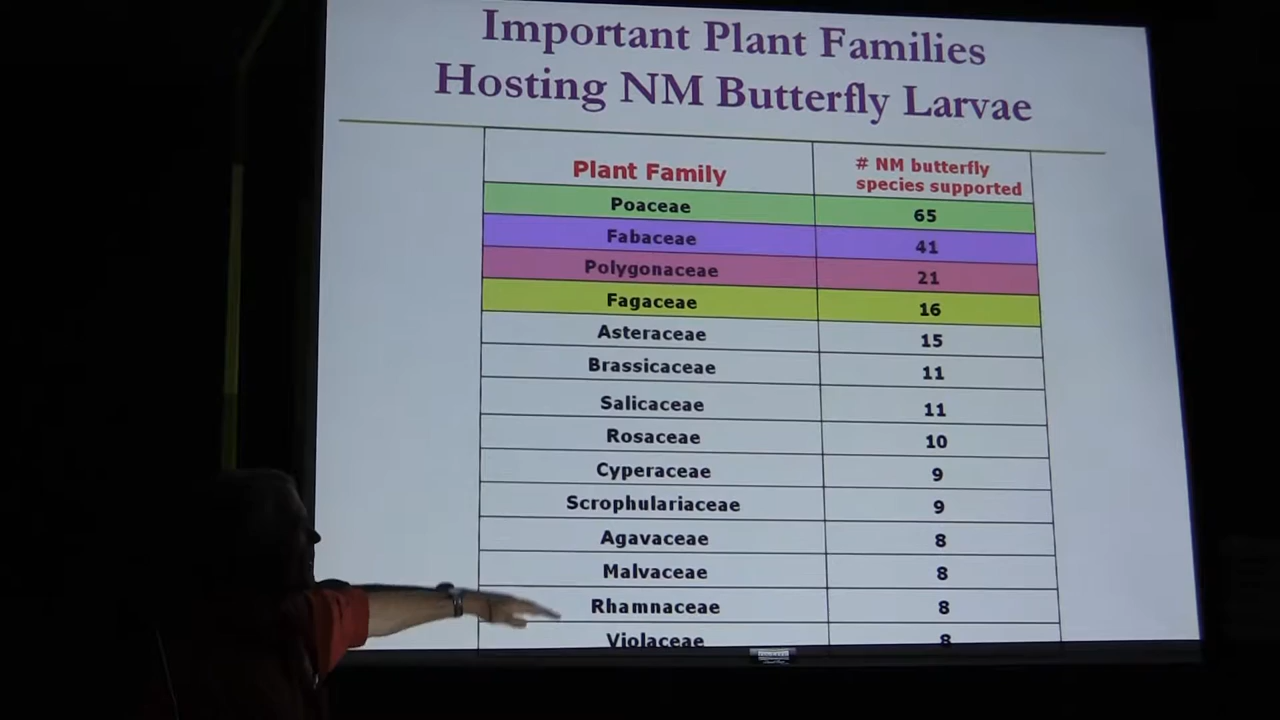 Important Plant Families
Hosting NM Butterfly Larvae
Plant Family # NM butterfly
species supported
Poaceae 65
Fabaceae 41
Polygonaceae 21
Fagaceae 16
Asteraceae 15
Brassicaceae 11
Salicaceae 11
Rosaceae 10
Cyperaceae 9
Scrophulariaceae 9
Agavaceae 8
Malvaceae 8
Rhamnaceae 8
Violaceae 8